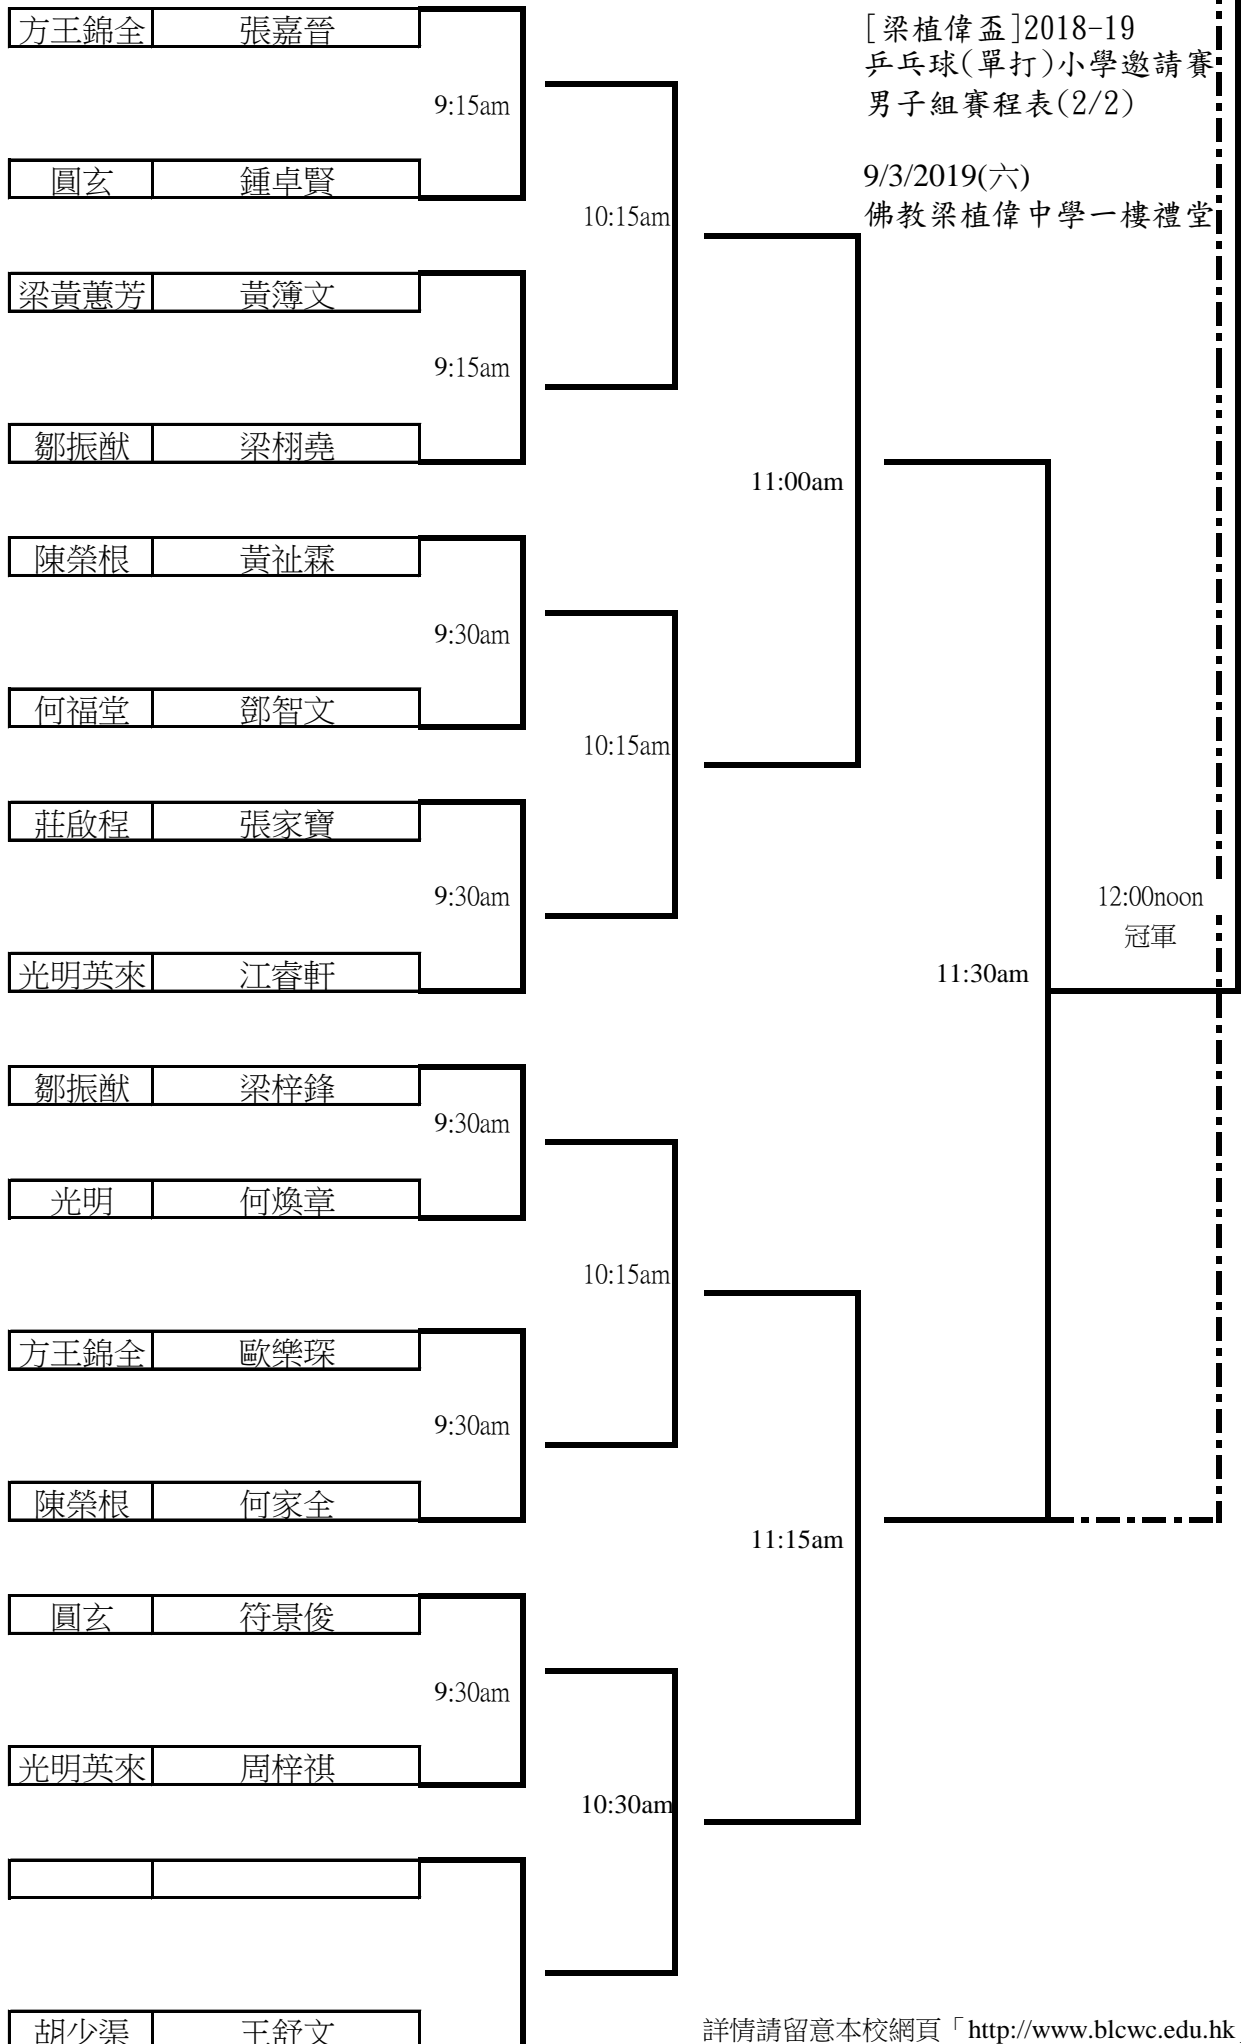 [梁植偉盃]2018-19
乒乓球(單打)小學邀請賽
男子組賽程表(2/2)
9/3/2019(六)
佛教梁植偉中學一樓禮堂
方王錦全 張嘉晉
9:15am
圓玄 鍾卓賢
10:15am
梁黃蕙芳 黃簿文
9:15am
鄒振猷 梁栩堯
11:00am
陳榮根 黃祉霖
9:30am
何福堂 鄧智文
10:15am
莊啟程 張家寶
9:30am
12:00noon
冠軍
光明英來 江睿軒
11:30am
鄒振猷 梁梓鋒
9:30am
光明 何煥章
10:15am
方王錦全 歐樂琛
9:30am
陳榮根 何家全
11:15am
圓玄 符景俊
9:30am
光明英來 周梓祺
10:30am
胡少渠 王舒文
詳情請留意本校網頁「http://www.blcwc.edu.hk